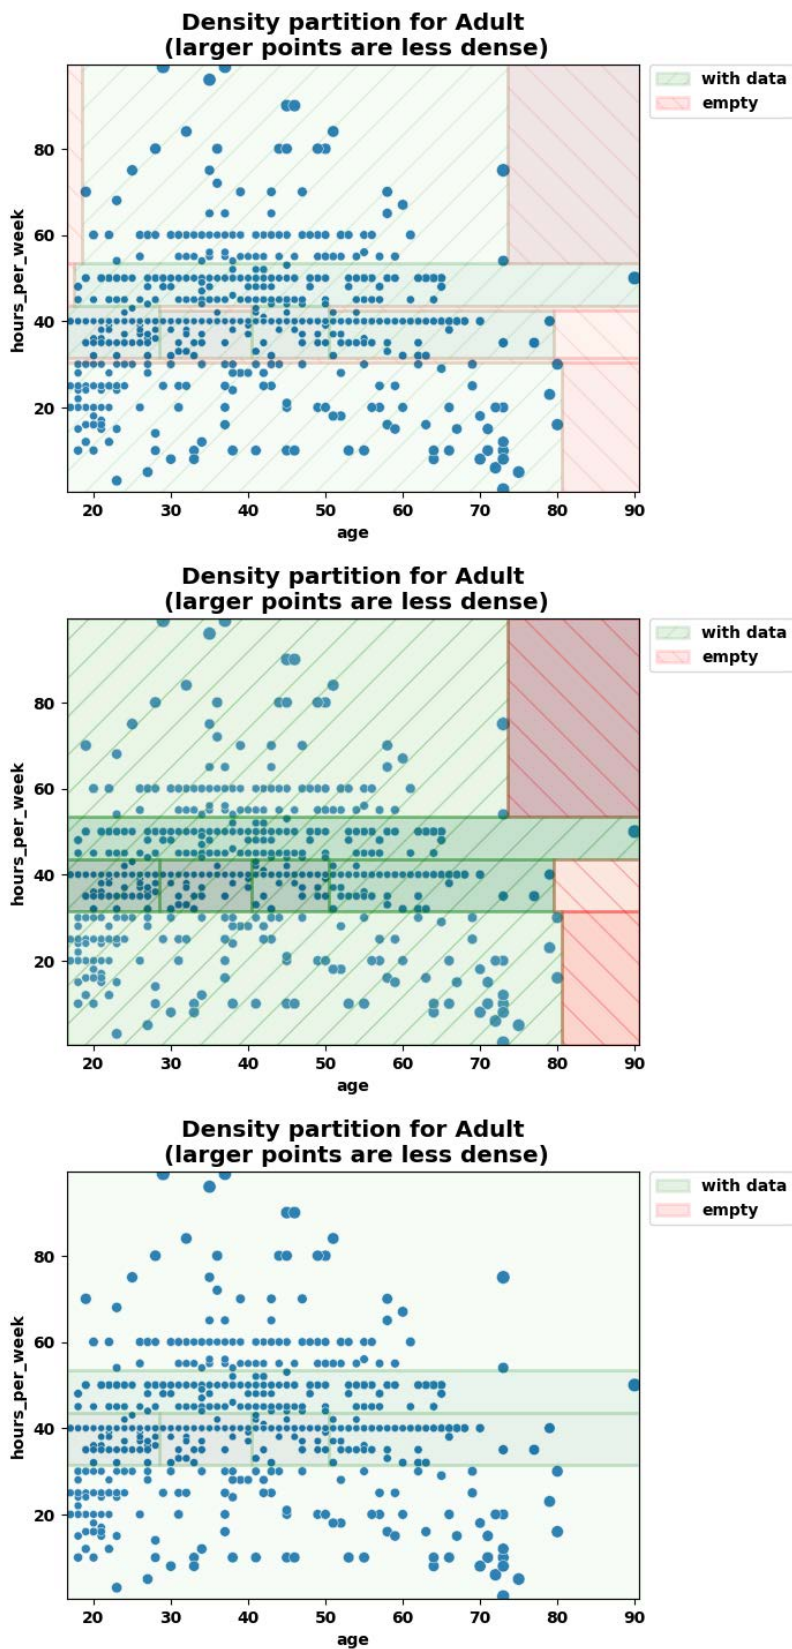 Density partition for Adult
(larger points are less dense)
with data
empty
hours_per_week
80
60
40
20
20 30 40 50 60 70 80 90
age
Density partition for Adult
(larger points are less dense)
with data
empty
hours_per_week
80
60
40
20
20 30 40 50 60 70 80 90
age
Density partition for Adult
(larger points are less dense)
with data
empty
hours_per_week
80
60
40
20
20 30 40 50 60 70 80 90
age